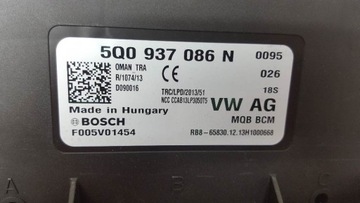 5Q0 937 086 N 0095
OMAN TRA
R/1074/13
D090016
CE
026
TRC/LPD/2013/51
NCC CCAB13LP3050T5
18S
Made in Hungary
VW AG
BOSCH
MQB BCM
F005V01454
RB8-65830.12.13H1000668
A
B
E